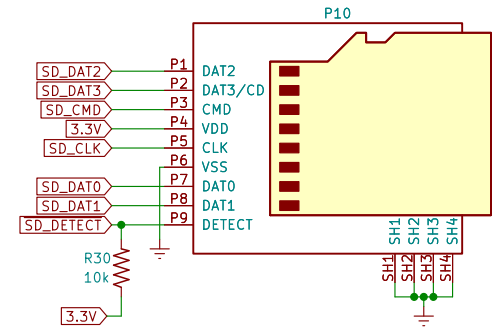 P10
SD_DAT2 P1 DAT2
SD_DAT3 P2 DAT3/CD
SD_CMD P3 CMD
3.3V P4 VDD
SD_CLK P5 CLK
P6 VSS
SD_DAT0 P7 DAT0
SD_DAT1 P8 DAT1
SD_DETECT P9 DETECT
SH1 SH2 SH3 SH4
SH1 SH2 SH3 SH4
R30
10k
3.3V